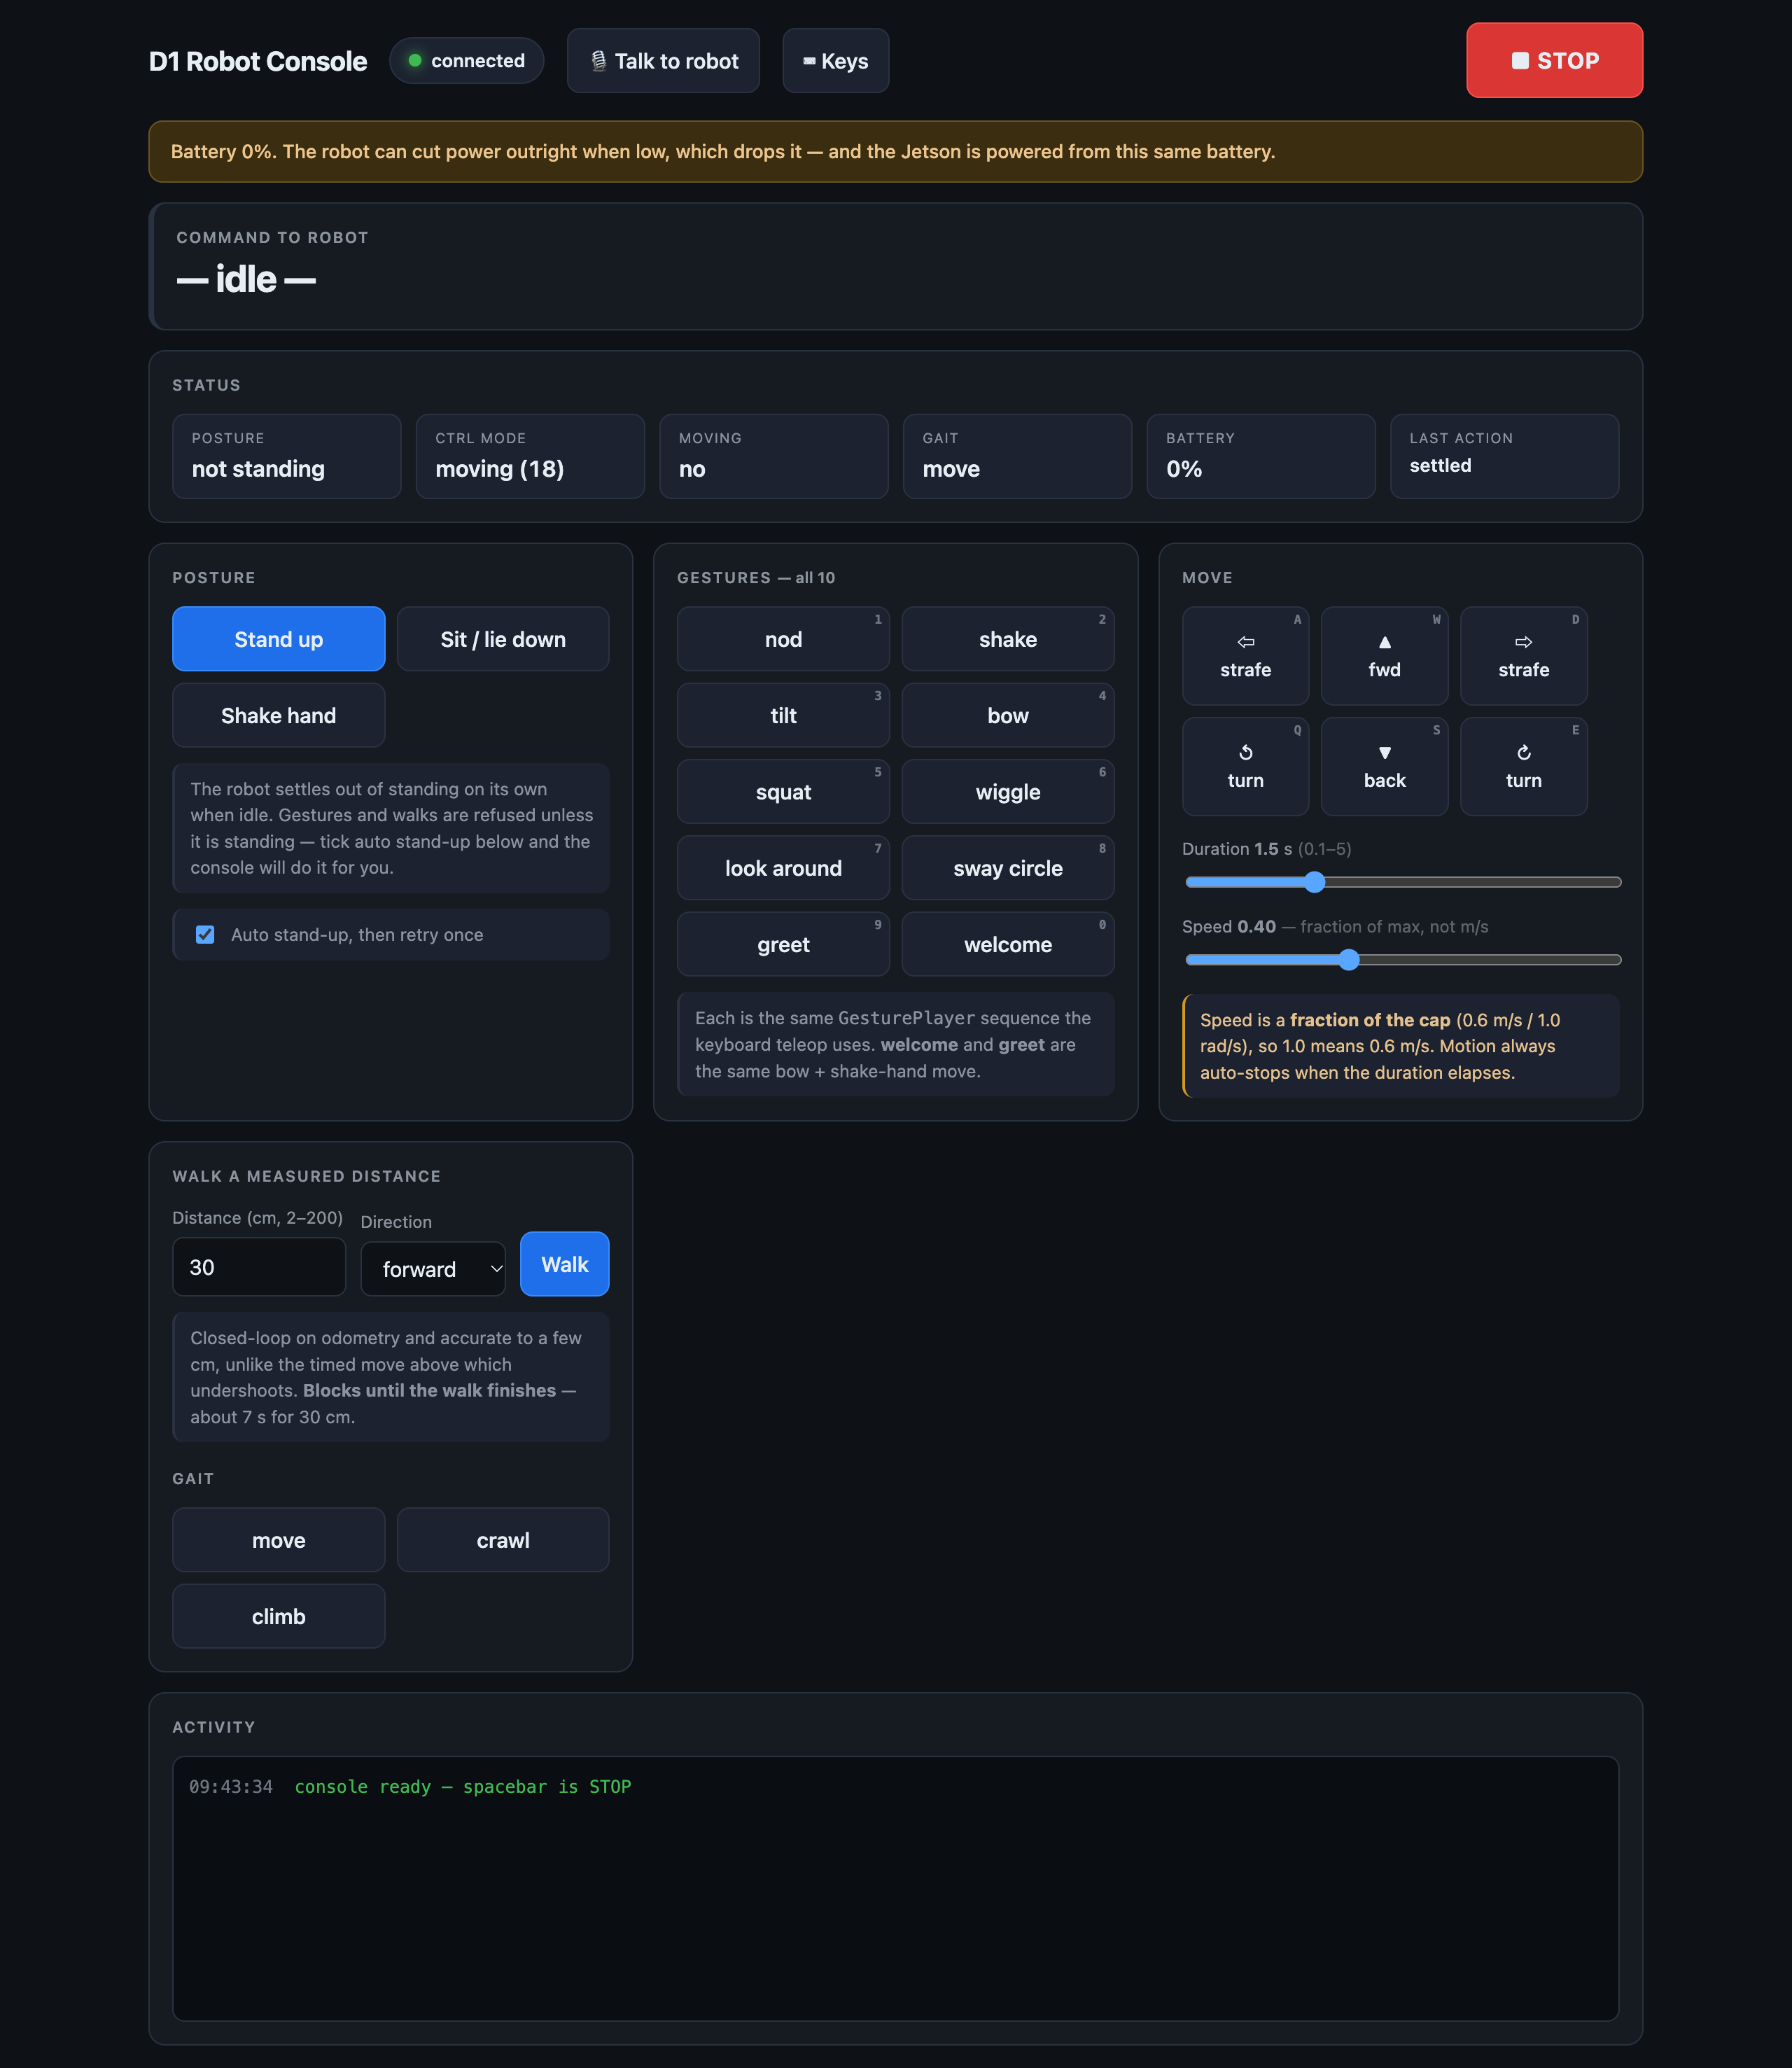 D1 Robot Console
connected
🎙 Talk to robot
⌨ Keys
⏹ STOP
Battery 0%. The robot can cut power outright when low, which drops it — and the Jetson is powered from this same battery.
COMMAND TO ROBOT
— idle —
STATUS
POSTURE
not standing
CTRL MODE
moving (18)
MOVING
no
GAIT
move
BATTERY
0%
LAST ACTION
settled
POSTURE
Stand up
Sit / lie down
Shake hand
The robot settles out of standing on its own
when idle. Gestures and walks are refused unless
it is standing — tick auto stand-up below and the
console will do it for you.
Auto stand-up, then retry once
GESTURES — all 10
nod 1
shake 2
tilt 3
bow 4
squat 5
wiggle 6
look around 7
sway circle 8
greet 9
welcome 0
Each is the same GesturePlayer sequence the
keyboard teleop uses. welcome and greet are
the same bow + shake-hand move.
MOVE
A
⇦
strafe
W
▲
fwd
D
⇨
strafe
Q
↺
turn
S
▼
back
E
↻
turn
Duration 1.5 s (0.1–5)
Speed 0.40 — fraction of max, not m/s
Speed is a fraction of the cap (0.6 m/s / 1.0
rad/s), so 1.0 means 0.6 m/s. Motion always
auto-stops when the duration elapses.
WALK A MEASURED DISTANCE
Distance (cm, 2–200)
30
Direction
forward
Walk
Closed-loop on odometry and accurate to a few
cm, unlike the timed move above which
undershoots. Blocks until the walk finishes —
about 7 s for 30 cm.
GAIT
move
crawl
climb
ACTIVITY
09:43:34 console ready — spacebar is STOP